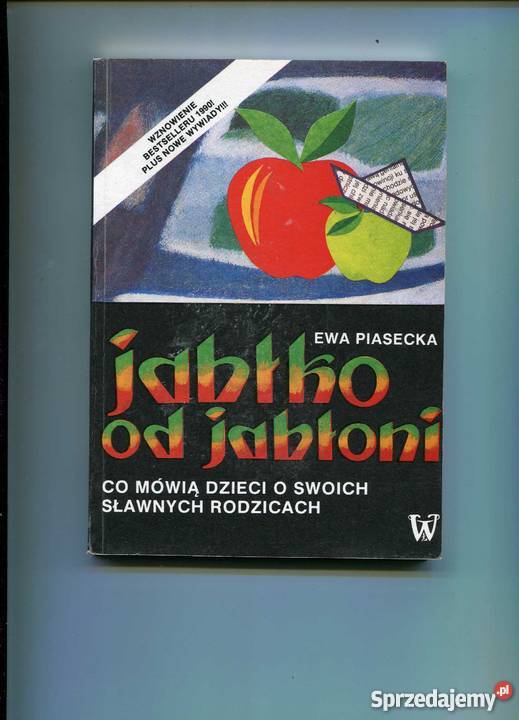 WZNOWIENIE
BESTSELLERU 1990!
PLUS NOWE WYWIADY!!!
EWA PIASECKA
jabłko
od jabłoni
CO MÓWIĄ DZIECI O SWOICH
SŁAWNYCH RODZICACH
W
Sprzedajemy.pl